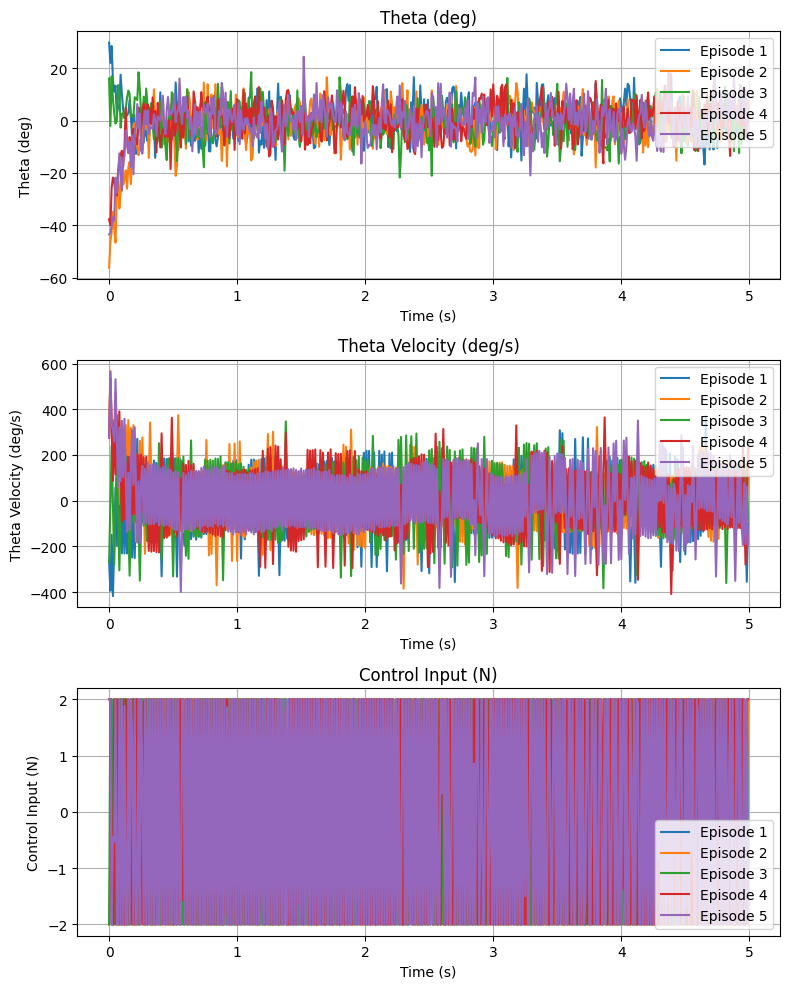 Theta (deg)
Theta (deg)
20
0
−20
−40
−60
0 1 2 3 4 5
Time (s)
Episode 1
Episode 2
Episode 3
Episode 4
Episode 5
Theta Velocity (deg/s)
Theta Velocity (deg/s)
600
400
200
0
−200
−400
0 1 2 3 4 5
Time (s)
Episode 1
Episode 2
Episode 3
Episode 4
Episode 5
Control Input (N)
Control Input (N)
2
1
0
−1
−2
0 1 2 3 4 5
Time (s)
Episode 1
Episode 2
Episode 3
Episode 4
Episode 5